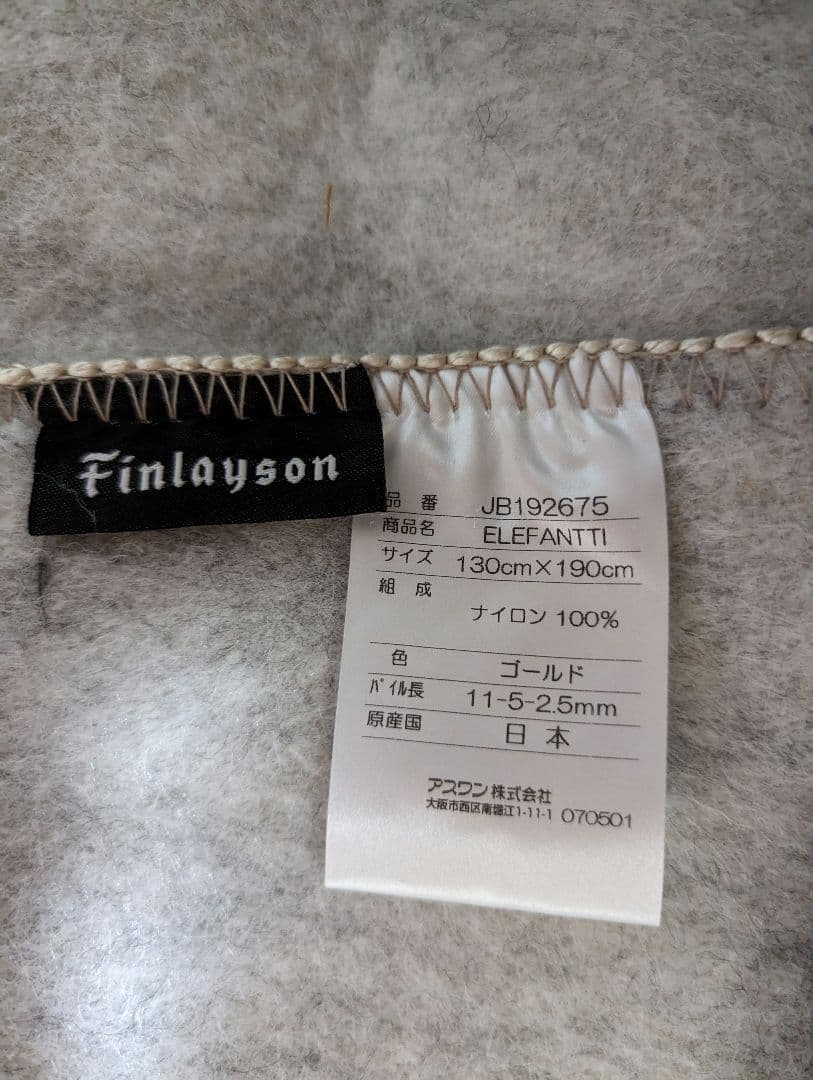 Finlayson
品 番 JB192675
商品名 ELEFANTTI
サイズ 130cm×190cm
組 成
ナイロン 100%
色 ゴールド
ﾊﾟｲﾙ長 11-5-2.5mm
原産国 日 本
アスワン株式会社
大阪市西区南堀江1-11-1 070501